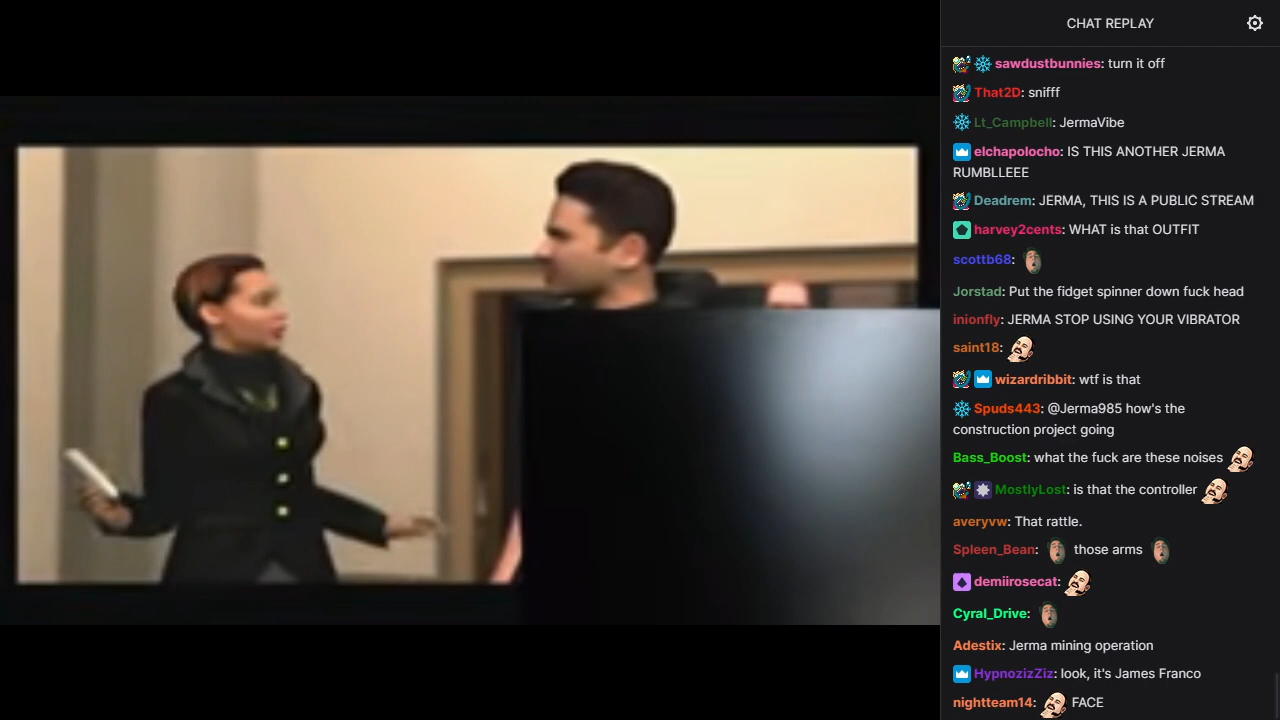 CHAT REPLAY
sawdustbunnies: turn it off
That2D: snifff
Lt_Campbell: JermaVibe
elchapolocho: IS THIS ANOTHER JERMA
RUMBLLEEE
Deadrem: JERMA, THIS IS A PUBLIC STREAM
harvey2cents: WHAT is that OUTFIT
scottb68:
Jorstad: Put the fidget spinner down fuck head
inionfly: JERMA STOP USING YOUR VIBRATOR
saint18:
wizardribbit: wtf is that
Spuds443: @Jerma985 how's the
construction project going
Bass_Boost: what the fuck are these noises
MostlyLost: is that the controller
averyvw: That rattle.
Spleen_Bean: those arms
demiirosecat:
Cyral_Drive:
Adestix: Jerma mining operation
HypnozizZiz: look, it's James Franco
nightteam14: FACE